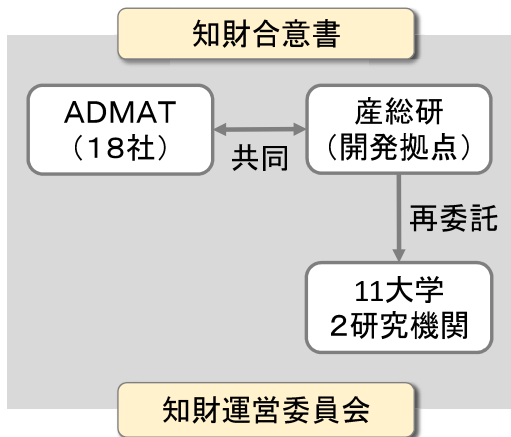 知財合意書
ADMAT
（18社）
共同
産総研
（開発拠点）
再委託
11大学
2研究機関
知財運営委員会